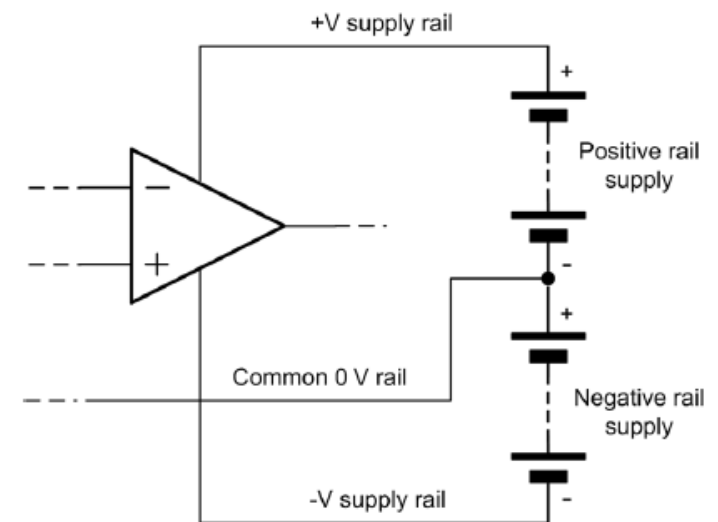 +V supply rail
+
Positive rail
supply
−
+
-
+
Common 0 V rail
Negative rail
supply
-V supply rail
-